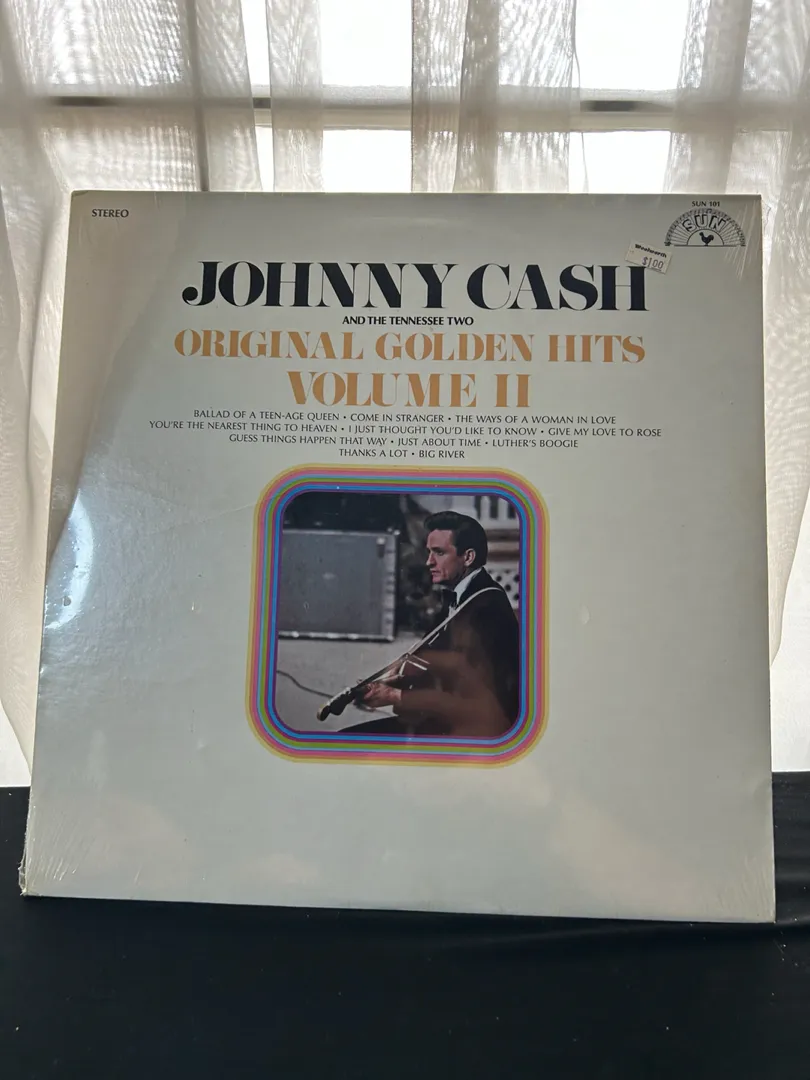 STEREO
SUN 101
SUN
Woolworth
$1.00
JOHNNY CASH
AND THE TENNESSEE TWO
ORIGINAL GOLDEN HITS
VOLUME II
BALLAD OF A TEEN-AGE QUEEN • COME IN STRANGER • THE WAYS OF A WOMAN IN LOVE
YOU'RE THE NEAREST THING TO HEAVEN • I JUST THOUGHT YOU'D LIKE TO KNOW • GIVE MY LOVE TO ROSE
GUESS THINGS HAPPEN THAT WAY • JUST ABOUT TIME • LUTHER'S BOOGIE
THANKS A LOT • BIG RIVER